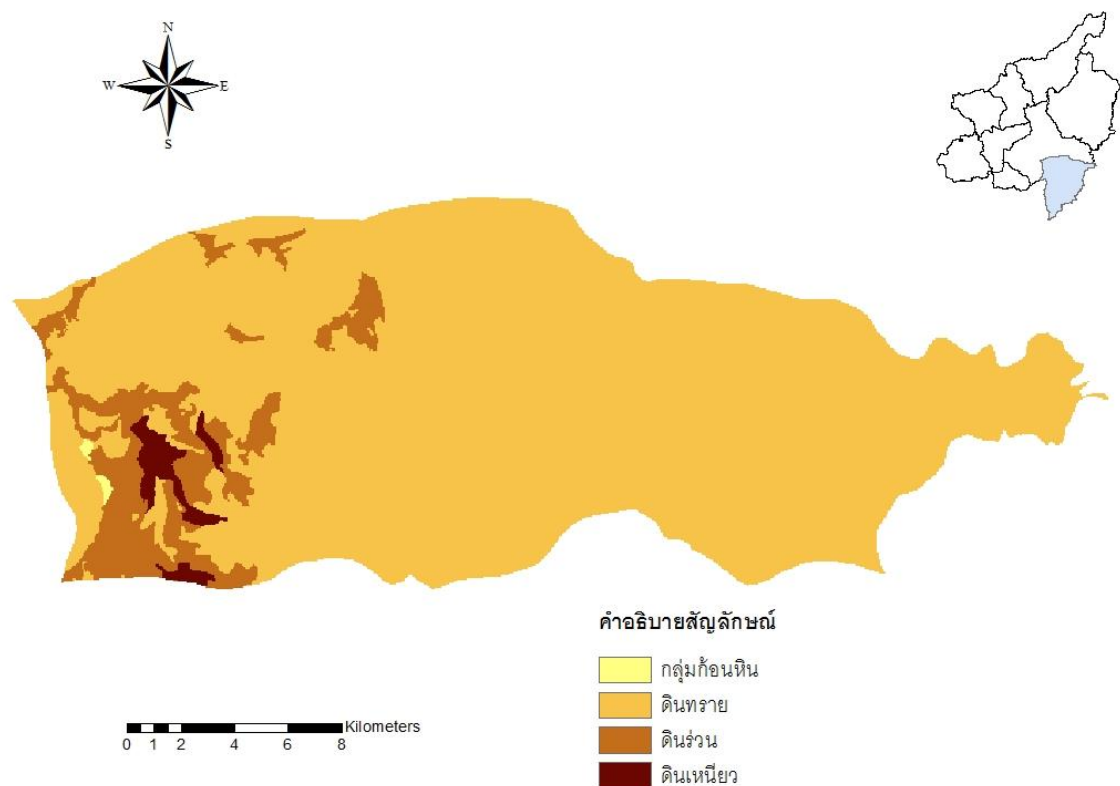 N
W E
S
คำอธิบายสัญลักษณ์
กลุ่มก้อนหิน
ดินทราย
ดินร่วน
ดินเหนียว
Kilometers
0 1 2 4 6 8